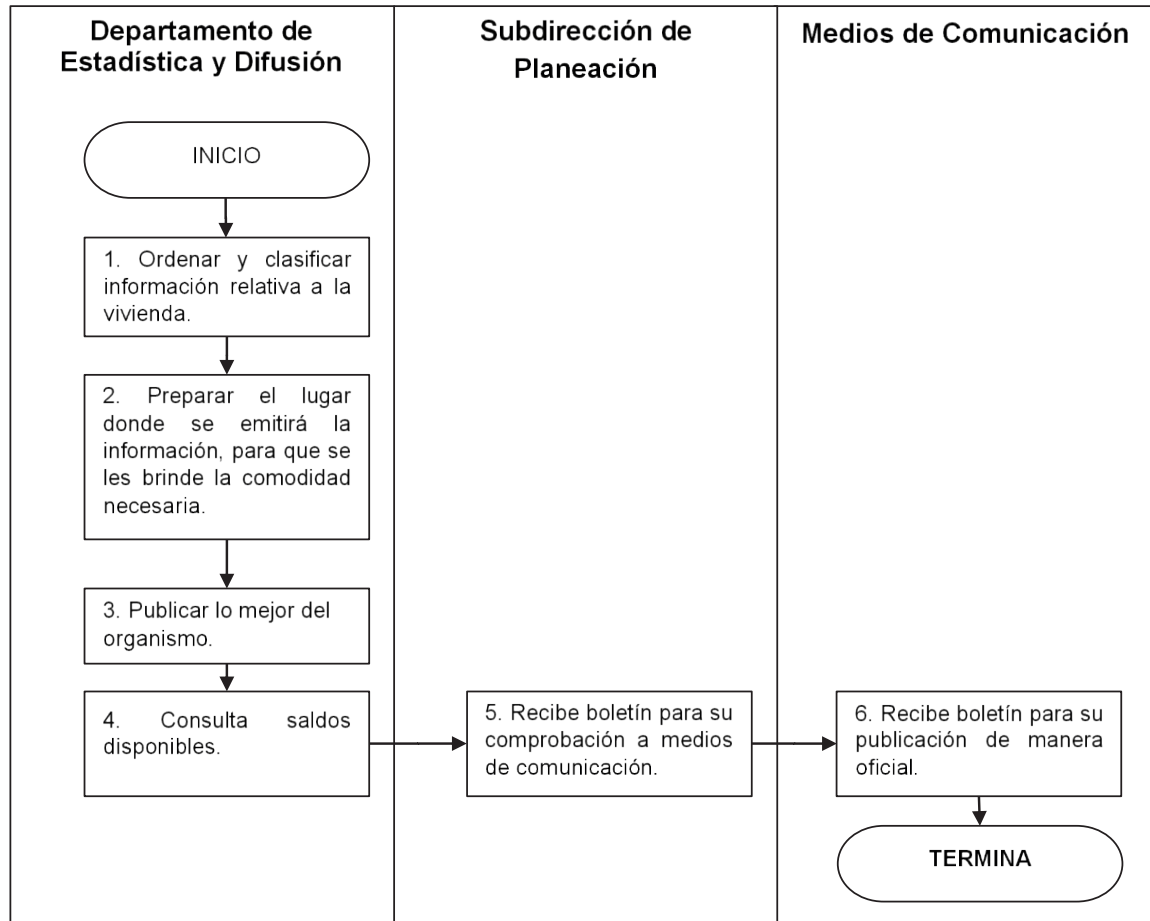 Departamento de
Estadística y Difusión
Subdirección de
Planeación
Medios de Comunicación
INICIO
1. Ordenar y clasificar
información relativa a la
vivienda.
2. Preparar el lugar
donde se emitirá la
información, para que se
les brinde la comodidad
necesaria.
3. Publicar lo mejor del
organismo.
4. Consulta saldos
disponibles.
5. Recibe boletín para su
comprobación a medios
de comunicación.
6. Recibe boletín para su
publicación de manera
oficial.
TERMINA